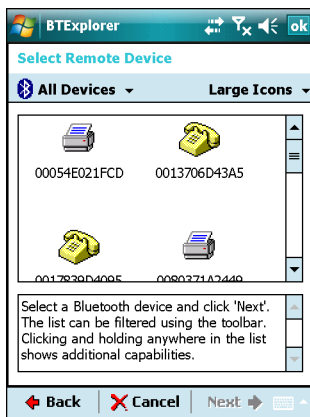 BTExplorer ok
Select Remote Device
All Devices Large Icons
00054E021FCD 0013706D43A5
0017839D4095 0080371A2449
Select a Bluetooth device and click 'Next'.
The list can be filtered using the toolbar.
Clicking and holding anywhere in the list
shows additional capabilities.
Back Cancel Next